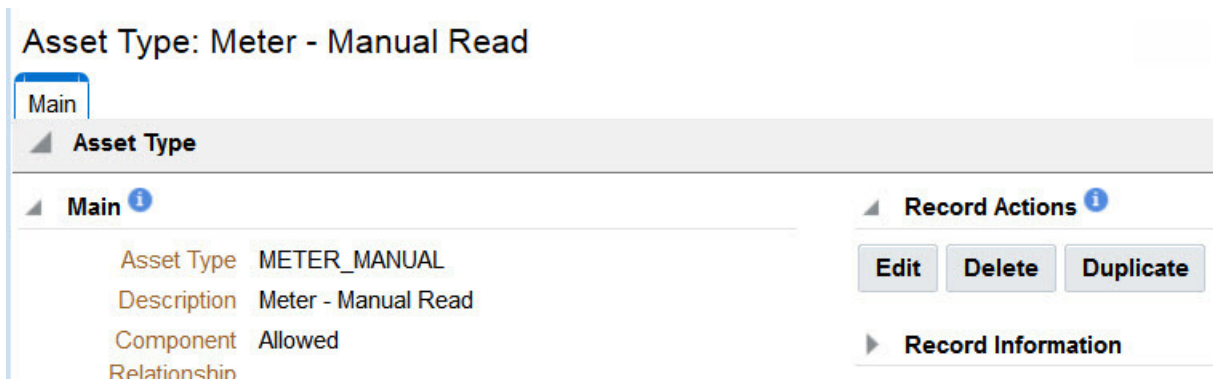 Asset Type: Meter - Manual Read
Main
Asset Type
Main
Asset Type METER_MANUAL
Description Meter - Manual Read
Component Allowed
Relationship
Record Actions
Edit Delete Duplicate
Record Information